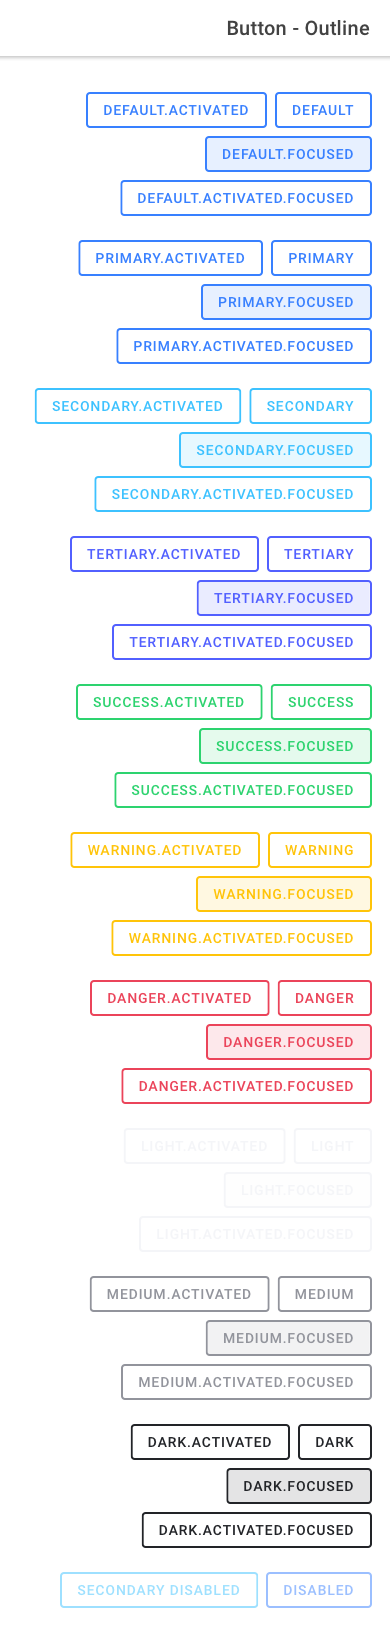 Button - Outline
DEFAULT.ACTIVATED DEFAULT
DEFAULT.FOCUSED
DEFAULT.ACTIVATED.FOCUSED
PRIMARY.ACTIVATED PRIMARY
PRIMARY.FOCUSED
PRIMARY.ACTIVATED.FOCUSED
SECONDARY.ACTIVATED SECONDARY
SECONDARY.FOCUSED
SECONDARY.ACTIVATED.FOCUSED
TERTIARY.ACTIVATED TERTIARY
TERTIARY.FOCUSED
TERTIARY.ACTIVATED.FOCUSED
SUCCESS.ACTIVATED SUCCESS
SUCCESS.FOCUSED
SUCCESS.ACTIVATED.FOCUSED
WARNING.ACTIVATED WARNING
WARNING.FOCUSED
WARNING.ACTIVATED.FOCUSED
DANGER.ACTIVATED DANGER
DANGER.FOCUSED
DANGER.ACTIVATED.FOCUSED
LIGHT.ACTIVATED LIGHT
LIGHT.FOCUSED
LIGHT.ACTIVATED.FOCUSED
MEDIUM.ACTIVATED MEDIUM
MEDIUM.FOCUSED
MEDIUM.ACTIVATED.FOCUSED
DARK.ACTIVATED DARK
DARK.FOCUSED
DARK.ACTIVATED.FOCUSED
SECONDARY DISABLED DISABLED